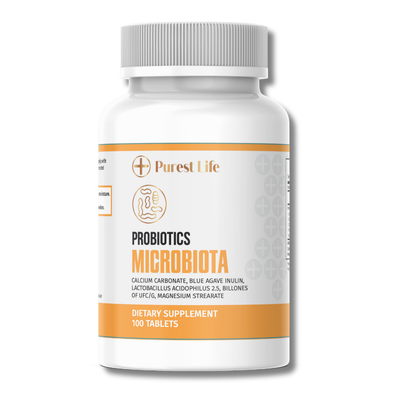 Purest Life
PROBIOTICS
MICROBIOTA
CALCIUM CARBONATE, BLUE AGAVE INULIN,
LACTOBACILLUS ACIDOPHILUS 2.5, BILLONES
OF UFC/G, MAGNESIUM STREARATE
DIETARY SUPPLEMENT
100 TABLETS